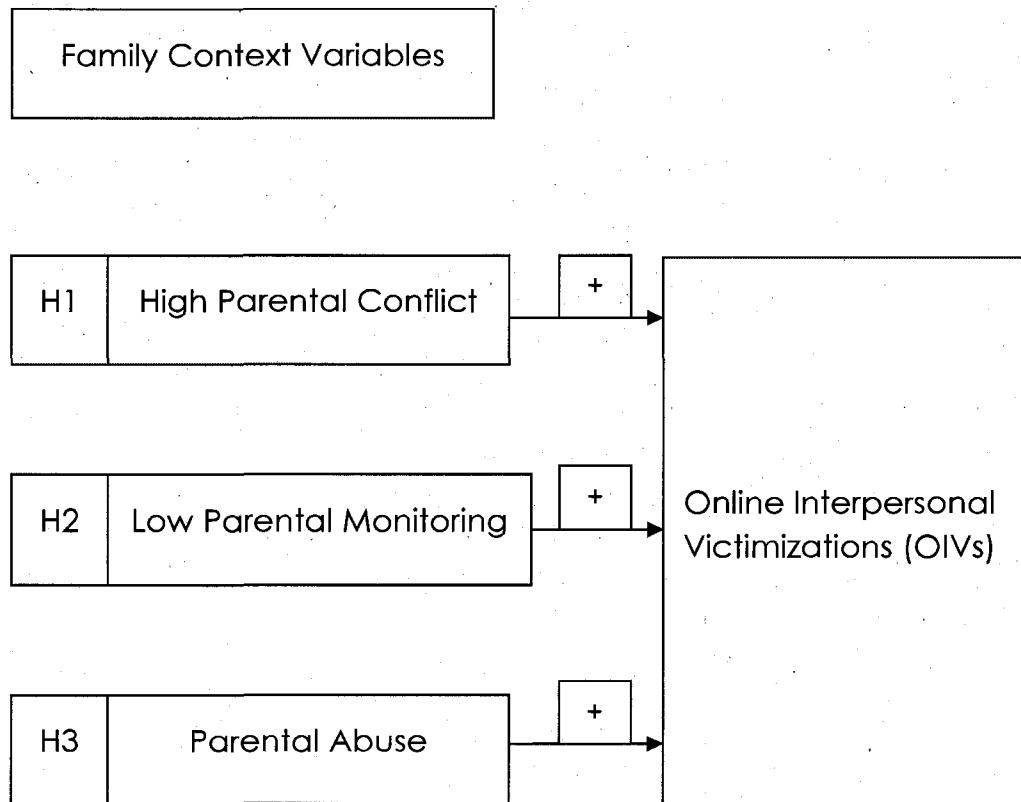 Family Context Variables
H1 High Parental Conflict +
H2 Low Parental Monitoring +
Online Interpersonal
Victimizations (OIVs)
H3 Parental Abuse +